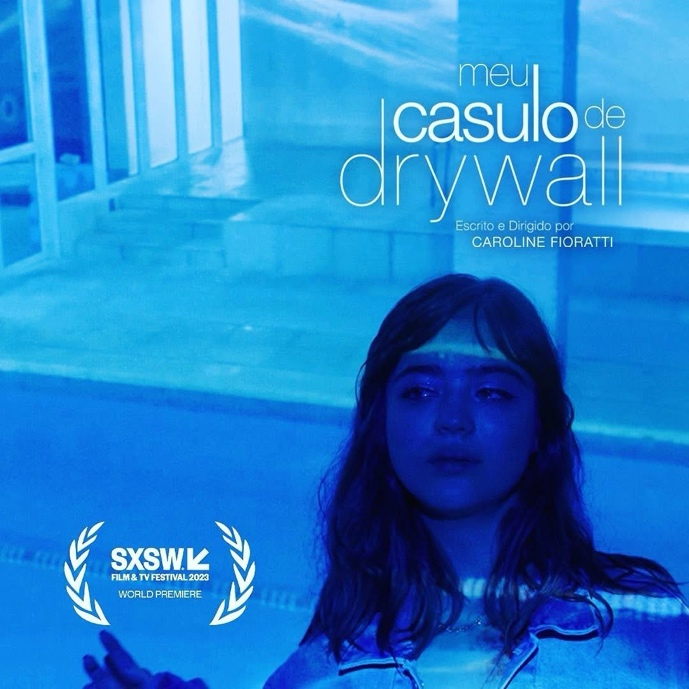 meu
casulo de
drywall
Escrito e Dirigido por
CAROLINE FIORATTI
SXSW
FILM & TV FESTIVAL 2023
WORLD PREMIERE